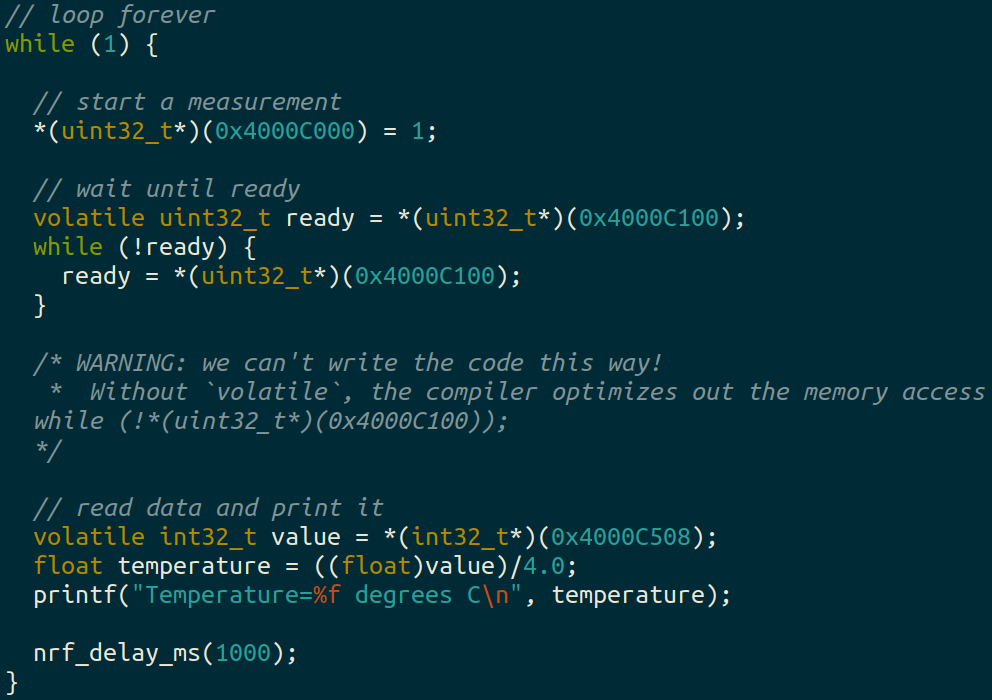 // loop forever
while (1) {
// start a measurement
*(uint32_t*)(0x4000C000) = 1;
// wait until ready
volatile uint32_t ready = *(uint32_t*)(0x4000C100);
while (!ready) {
ready = *(uint32_t*)(0x4000C100);
}
/* WARNING: we can't write the code this way!
*  Without `volatile`, the compiler optimizes out the memory access
while (!*(uint32_t*)(0x4000C100));
*/
// read data and print it
volatile int32_t value = *(int32_t*)(0x4000C508);
float temperature = ((float)value)/4.0;
printf("Temperature=%f degrees C\n", temperature);
nrf_delay_ms(1000);
}